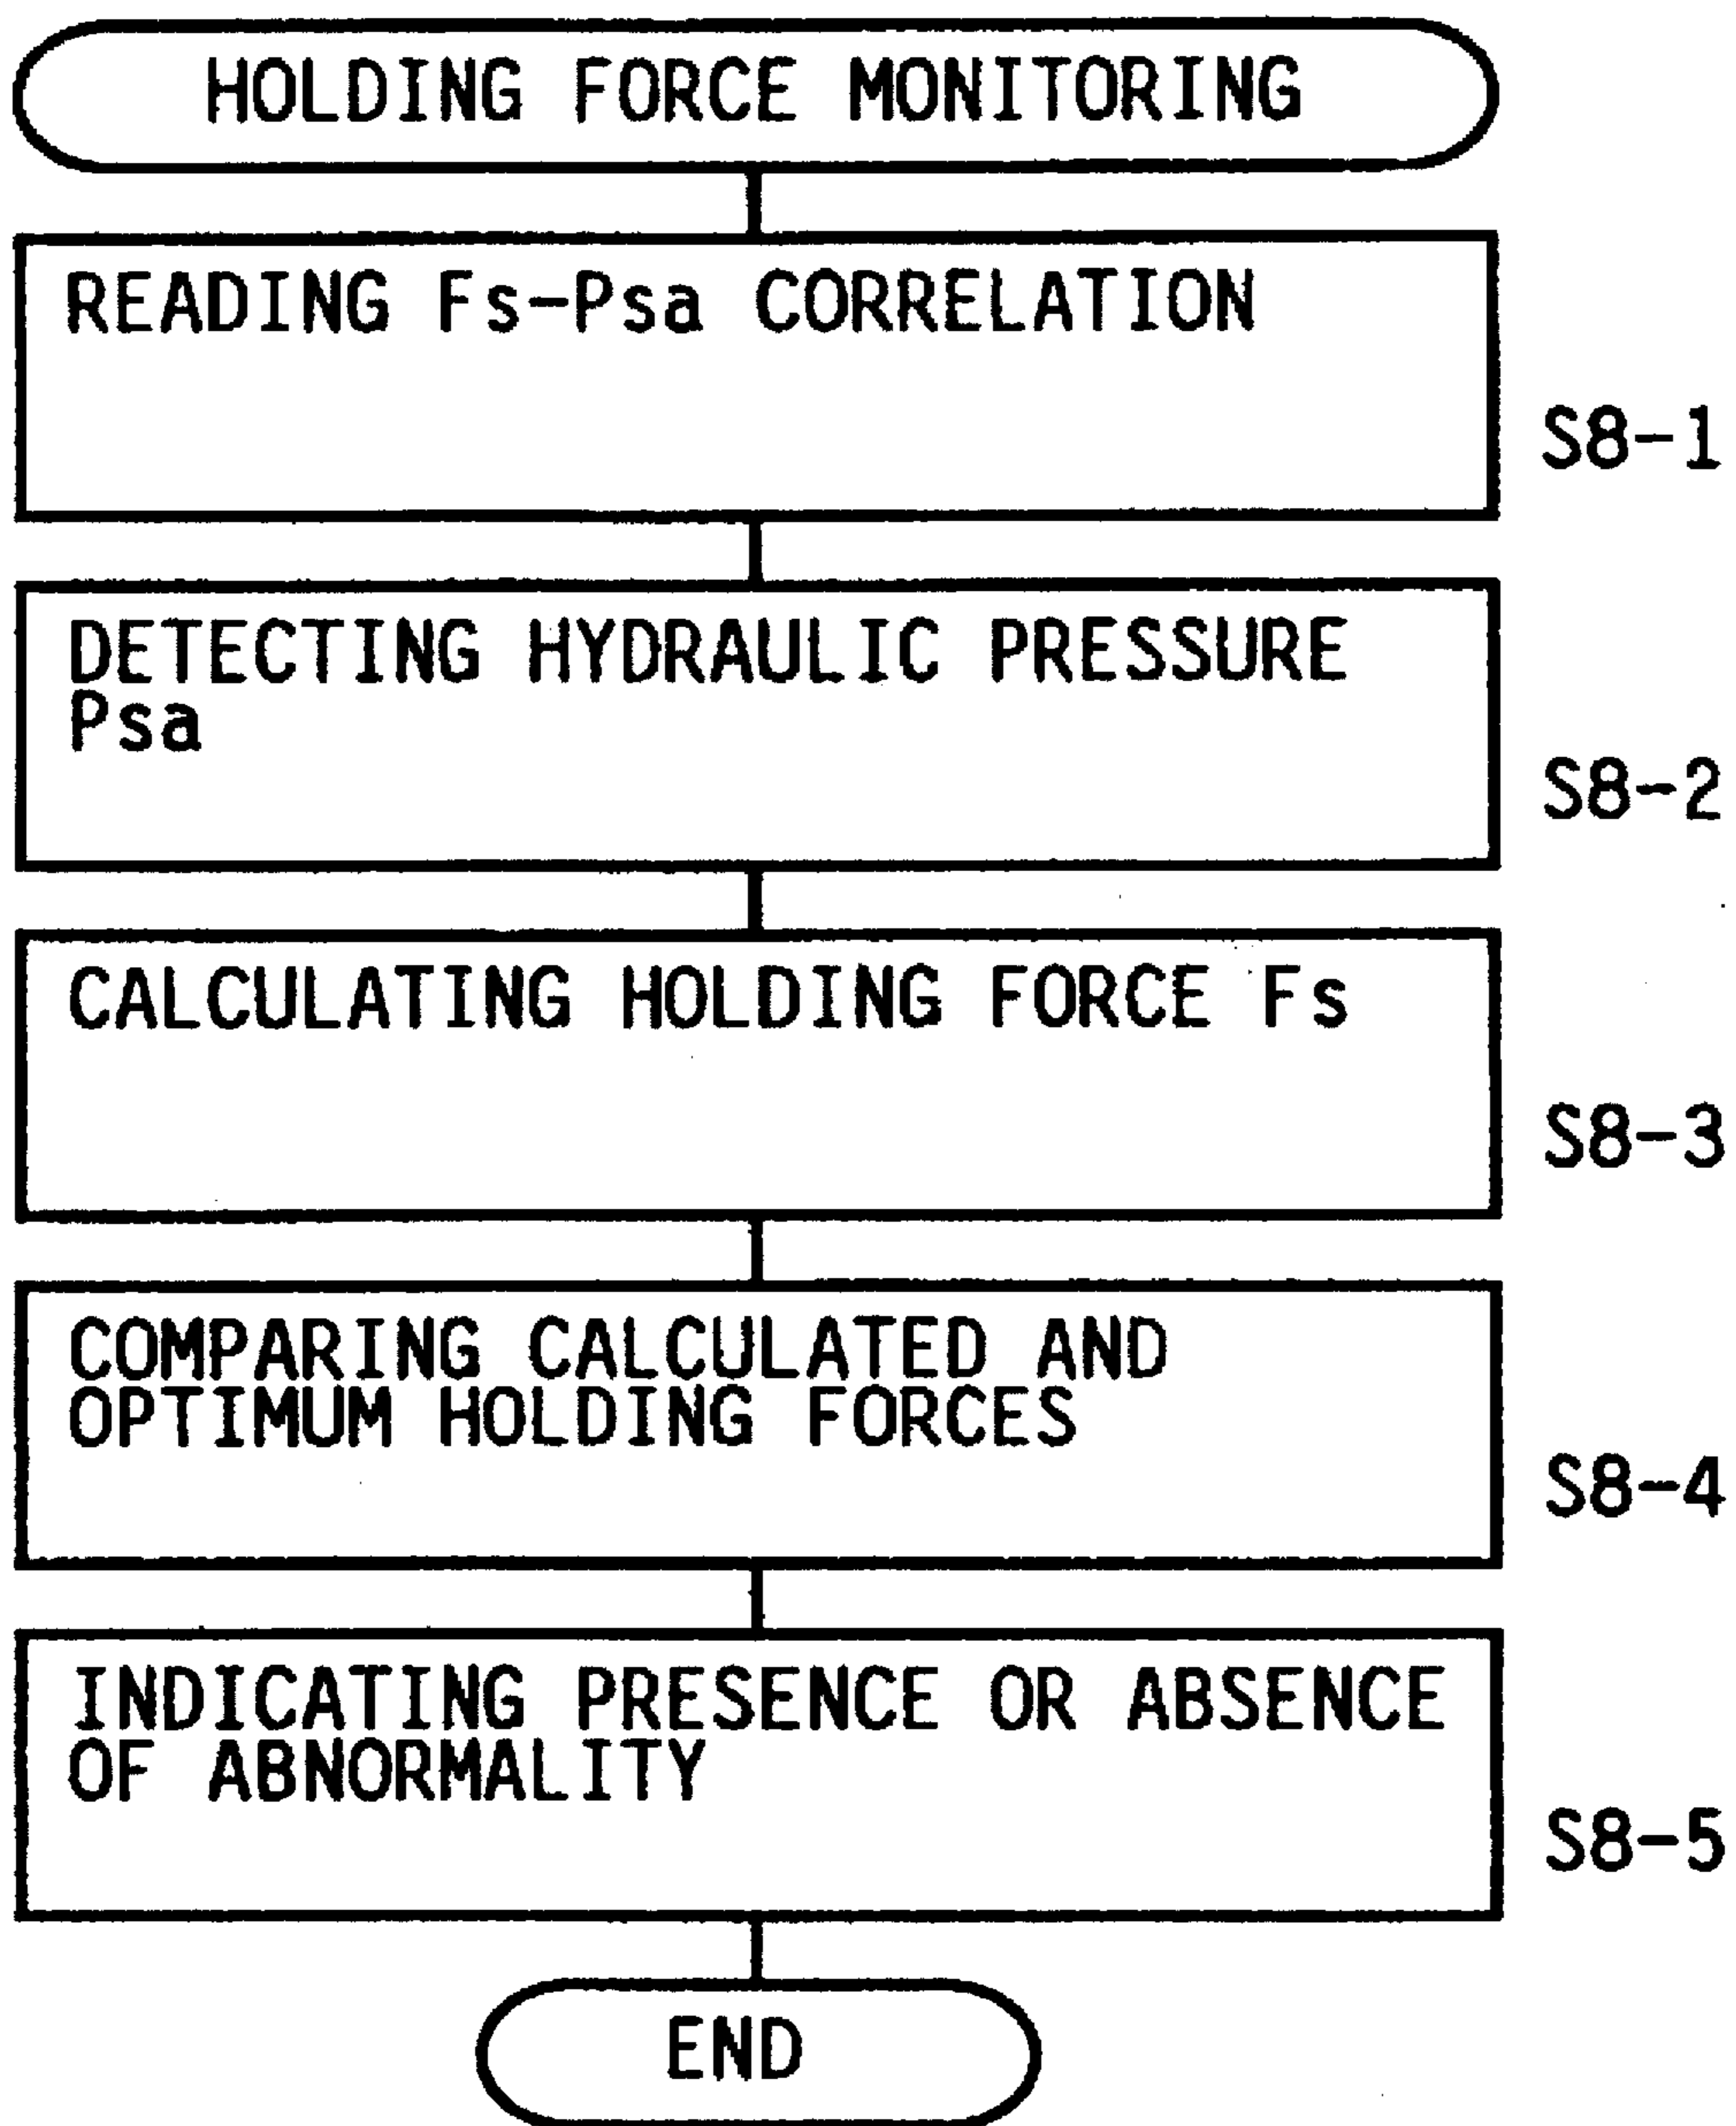 HOLDING FORCE MONITORING
READING Fs-Psa CORRELATION
S8-1
DETECTING HYDRAULIC PRESSURE
Psa
S8-2
CALCULATING HOLDING FORCE Fs
S8-3
COMPARING CALCULATED AND
OPTIMUM HOLDING FORCES
S8-4
INDICATING PRESENCE OR ABSENCE
OF ABNORMALITY
S8-5
END